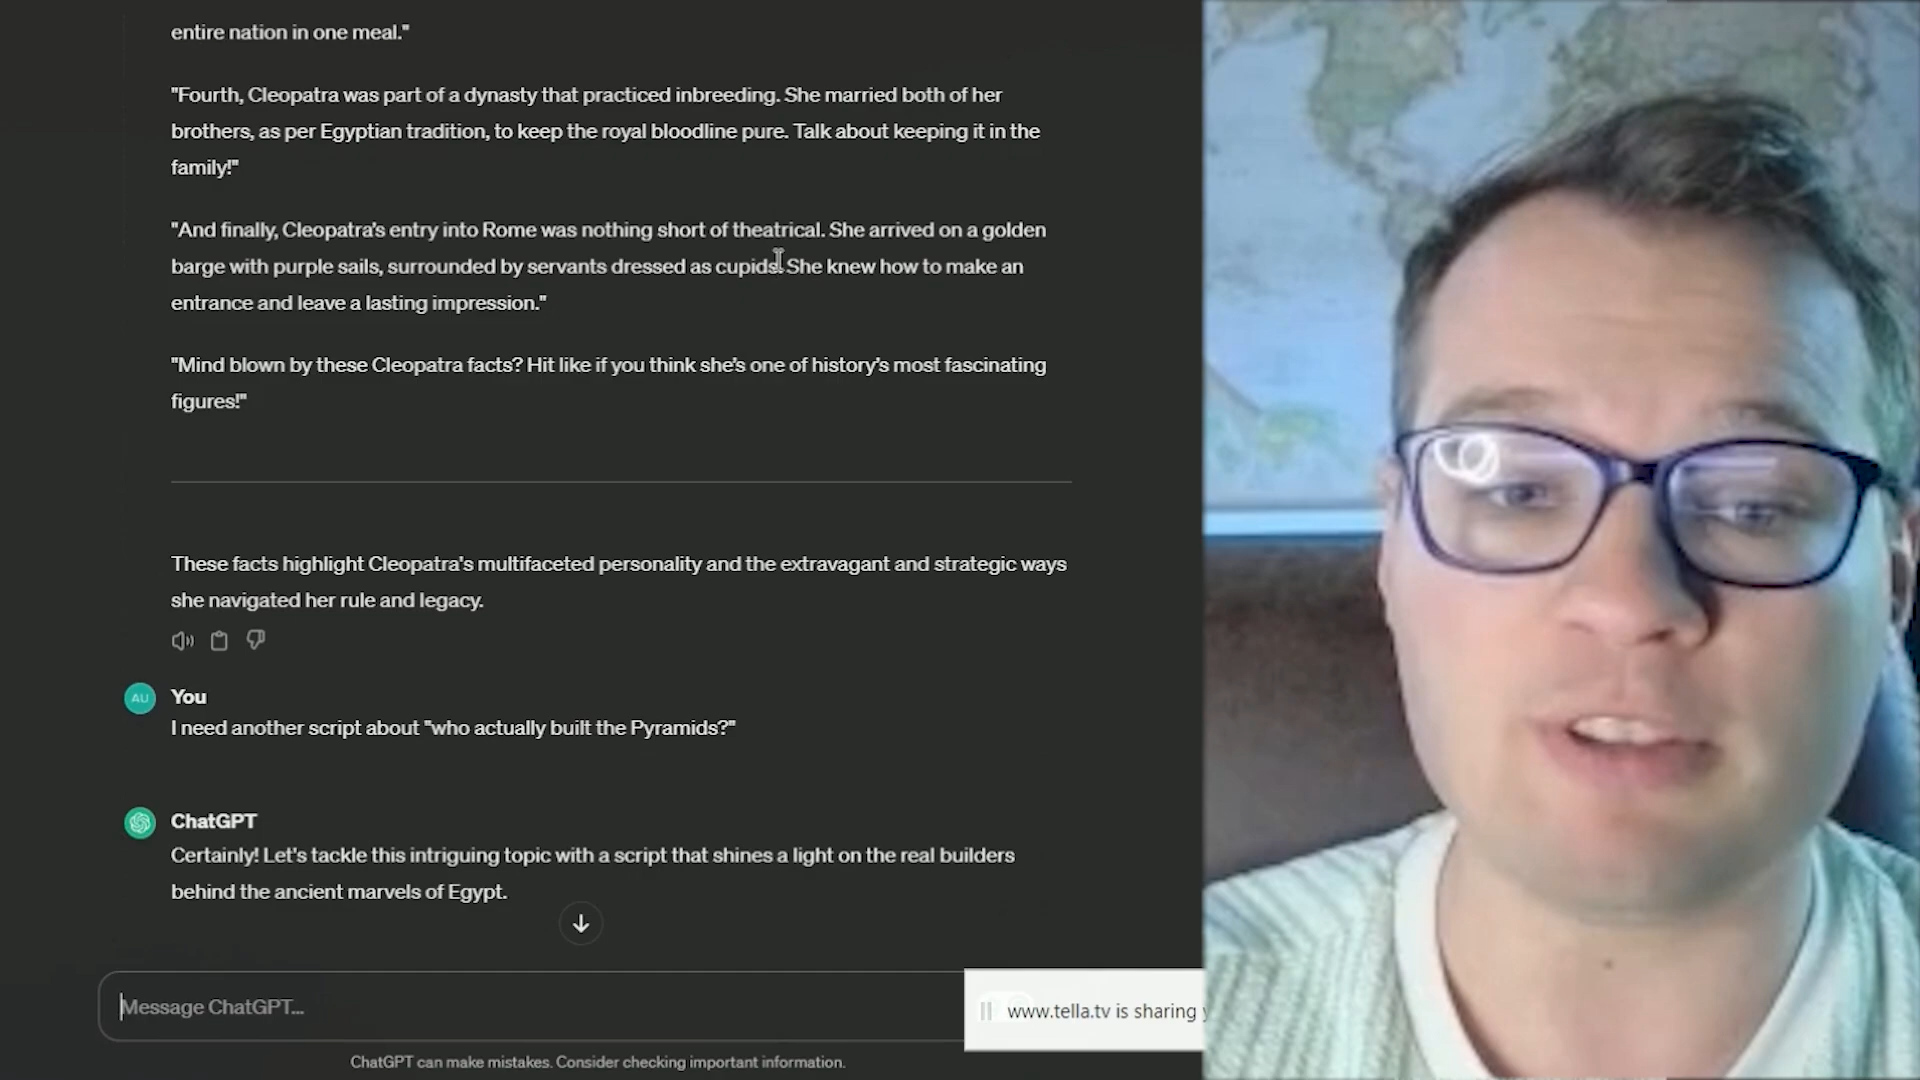 entire nation in one meal."
"Fourth, Cleopatra was part of a dynasty that practiced inbreeding. She married both of her
brothers, as per Egyptian tradition, to keep the royal bloodline pure. Talk about keeping it in the
family!"
"And finally, Cleopatra's entry into Rome was nothing short of theatrical. She arrived on a golden
barge with purple sails, surrounded by servants dressed as cupids. She knew how to make an
entrance and leave a lasting impression."
"Mind blown by these Cleopatra facts? Hit like if you think she's one of history's most fascinating
figures!"
These facts highlight Cleopatra's multifaceted personality and the extravagant and strategic ways
she navigated her rule and legacy.
AU
You
I need another script about "who actually built the Pyramids?"
ChatGPT
Certainly! Let's tackle this intriguing topic with a script that shines a light on the real builders
behind the ancient marvels of Egypt.
Message ChatGPT...
www.tella.tv is sharing
ChatGPT can make mistakes. Consider checking important information.